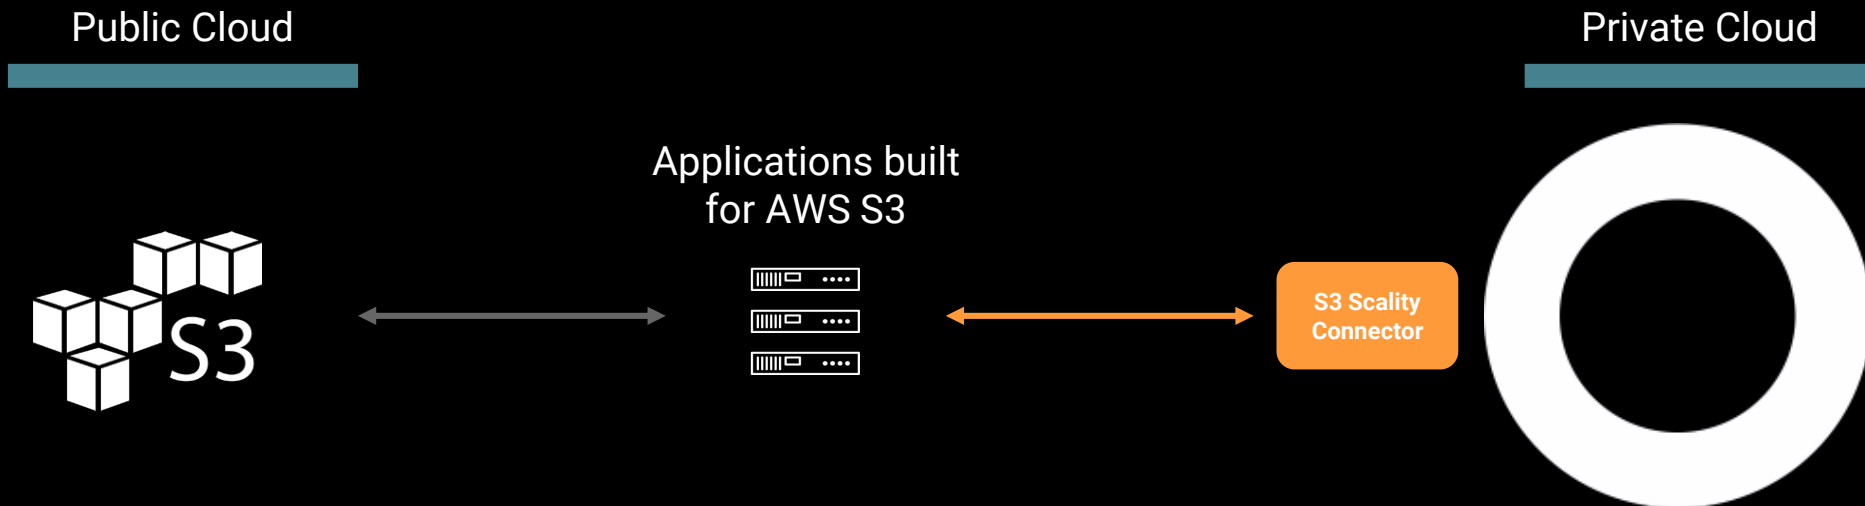 Public Cloud
Private Cloud
Applications built
for AWS S3
S3
S3 Scality
Connector